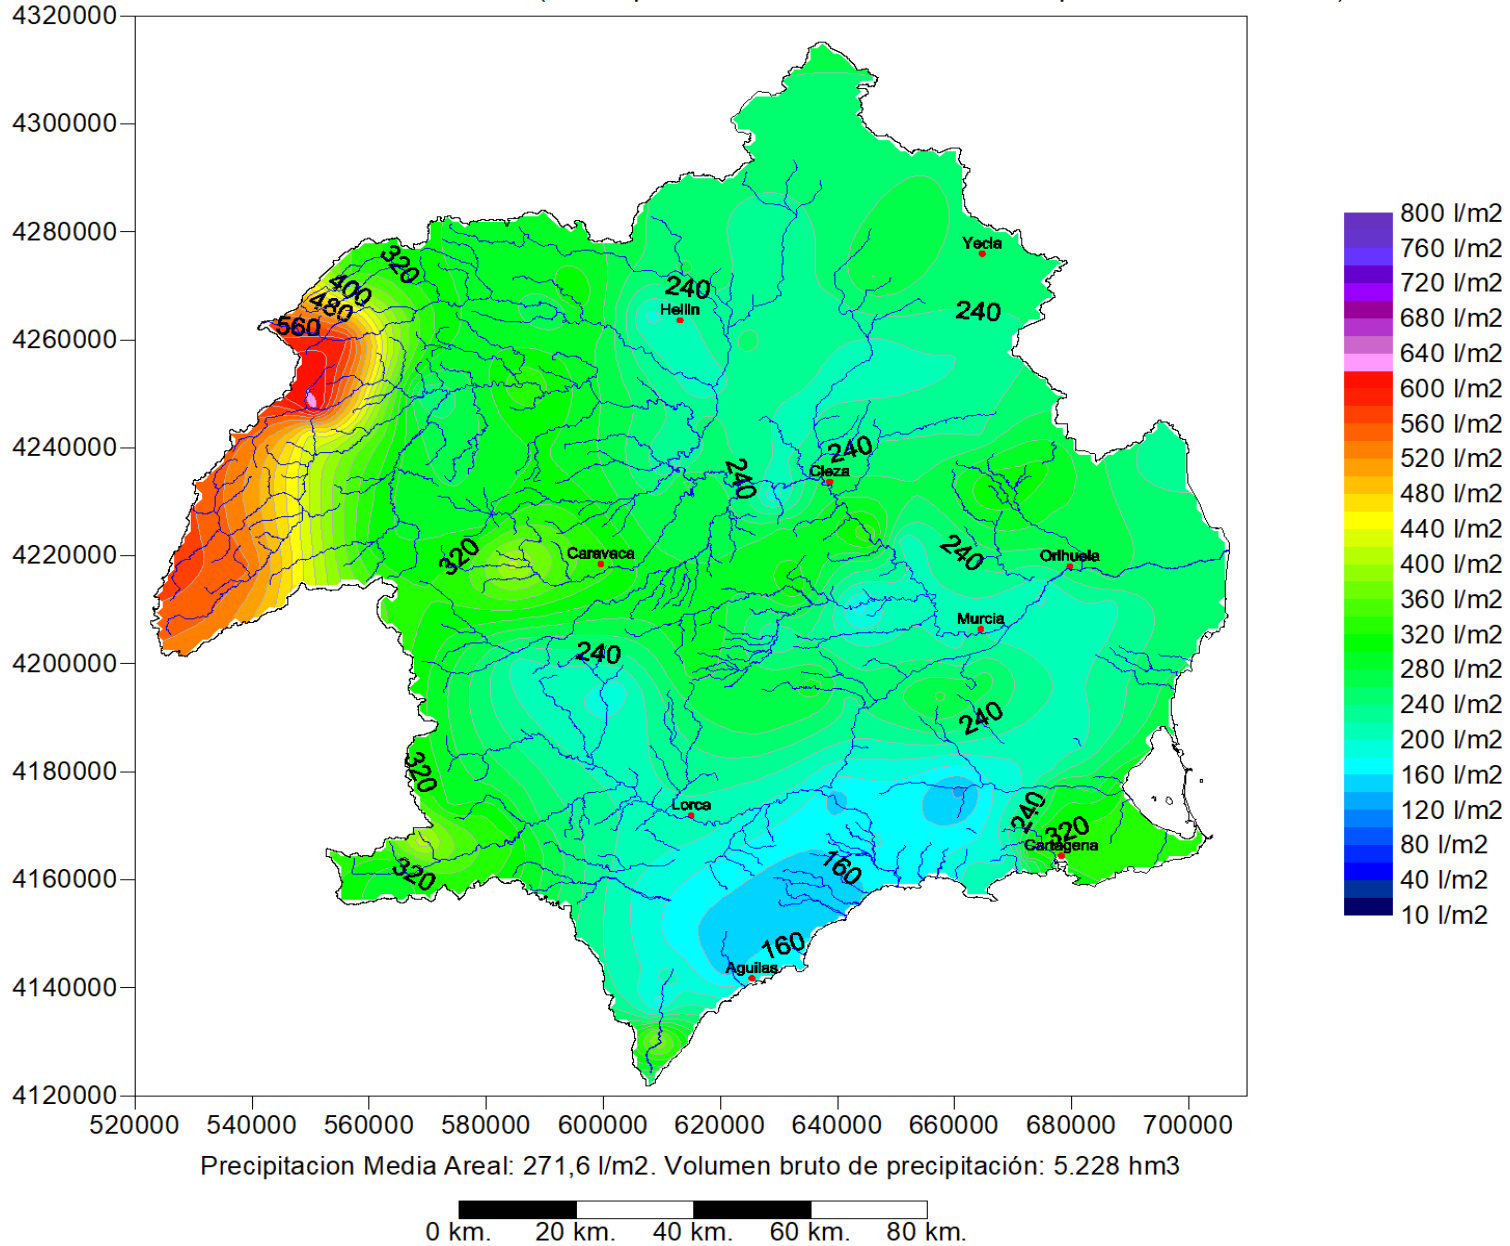 4320000
4300000
4280000
4260000
4240000
4220000
4200000
4180000
4160000
4140000
4120000
520000 540000 560000 580000 600000 620000 640000 660000 680000 700000
320
400
480
560
240
Hellin
Yecla
240
240
Cieza
240
320
Caravaca
240
Orihuela
Murcia
240
240
320
Lorca
240
320
Cartagena
320
160
160
Aguilas
800 l/m2
760 l/m2
720 l/m2
680 l/m2
640 l/m2
600 l/m2
560 l/m2
520 l/m2
480 l/m2
440 l/m2
400 l/m2
360 l/m2
320 l/m2
280 l/m2
240 l/m2
200 l/m2
160 l/m2
120 l/m2
80 l/m2
40 l/m2
10 l/m2
Precipitacion Media Areal: 271,6 l/m2. Volumen bruto de precipitación: 5.228 hm3
0 km. 20 km. 40 km. 60 km. 80 km.